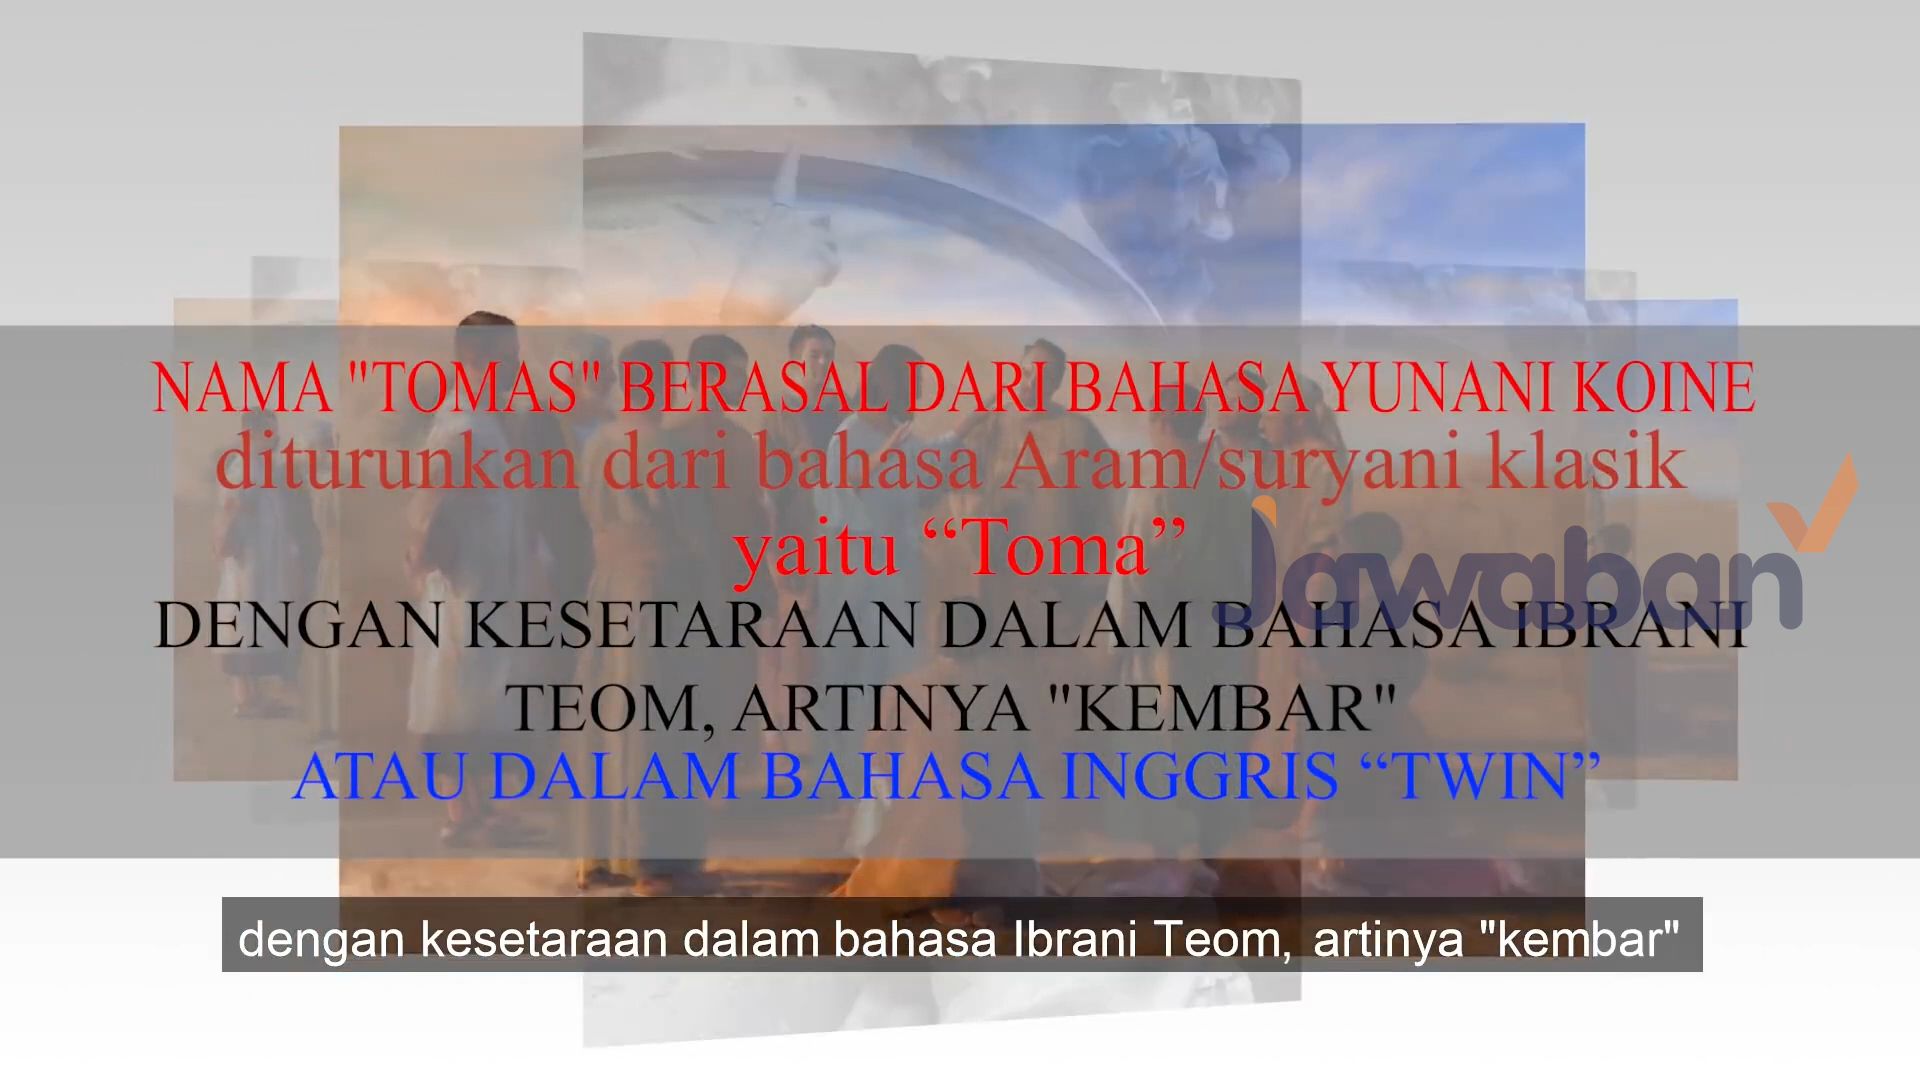 NAMA "TOMAS" BERASAL DARI BAHASA YUNANI KOINE
diturunkan dari bahasa Aram/suryani klasik
yaitu “Toma”
Jawaban
DENGAN KESETARAAN DALAM BAHASA IBRANI
TEOM, ARTINYA "KEMBAR"
ATAU DALAM BAHASA INGGRIS “TWIN”
dengan kesetaraan dalam bahasa Ibrani Teom, artinya "kembar"